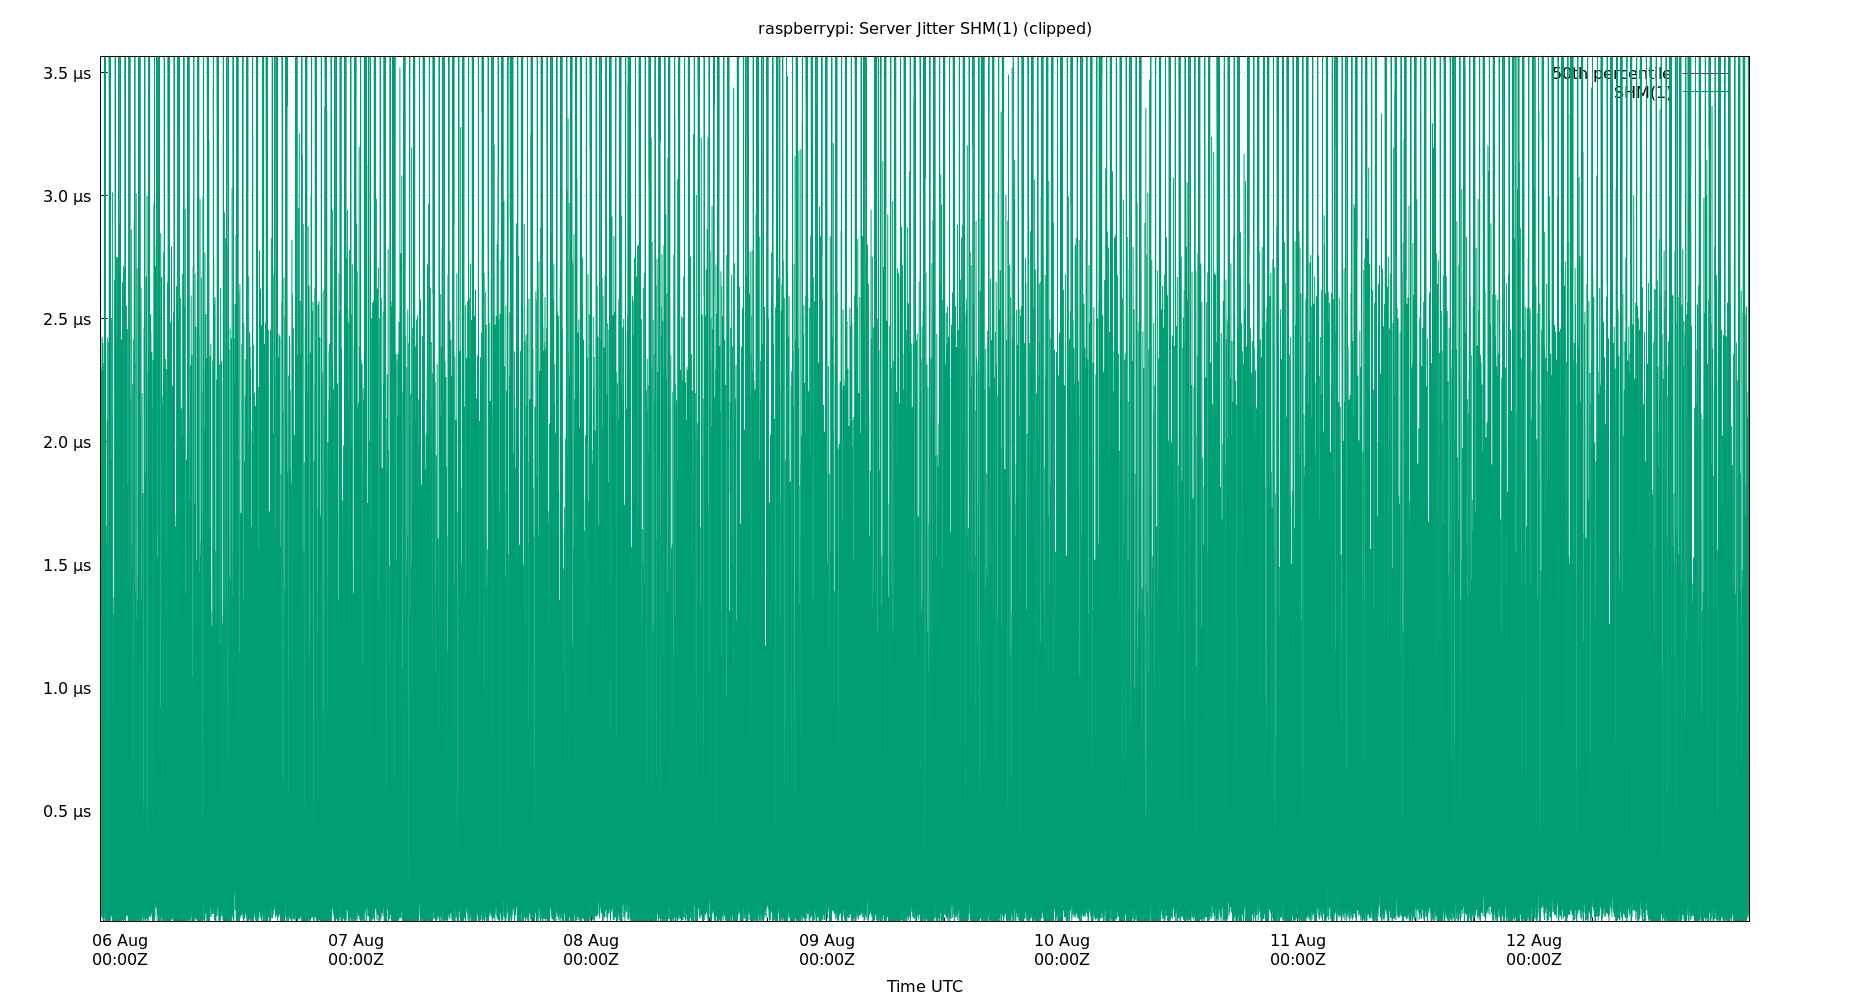 raspberrypi: Server Jitter SHM(1) (clipped)
3.5 µs
50th percentile
SHM(1)
3.0 µs
2.5 µs
2.0 µs
1.5 µs
1.0 µs
0.5 µs
06 Aug 07 Aug 08 Aug 09 Aug 10 Aug 11 Aug 12 Aug
00:00Z 00:00Z 00:00Z 00:00Z 00:00Z 00:00Z 00:00Z
Time UTC